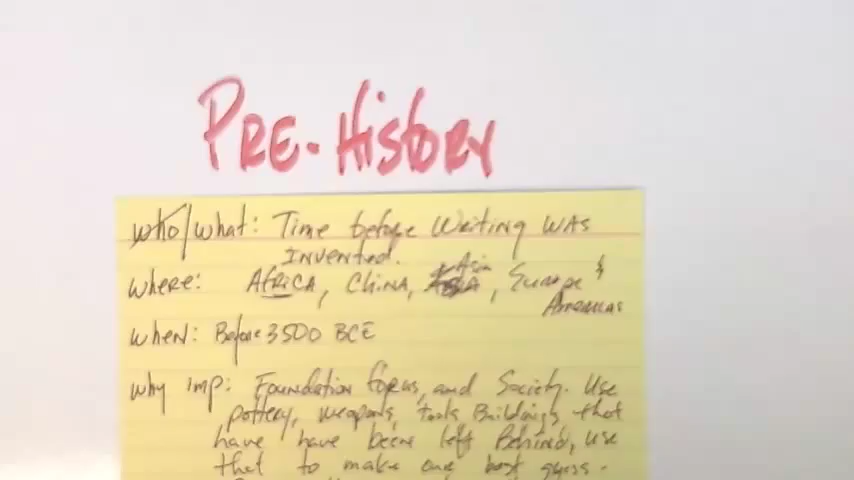 PRE-HISTORY
who/what: Time before Writing WAS
INVENTED.
where: AFRICA, CHINA, Asia, Europe &
Americas
when: Before 3500 BCE
why imp: Foundation for us, and Society. Use
pottery, weapons, tools Buildings that
have have been left Behind, use
that to make our best guess.